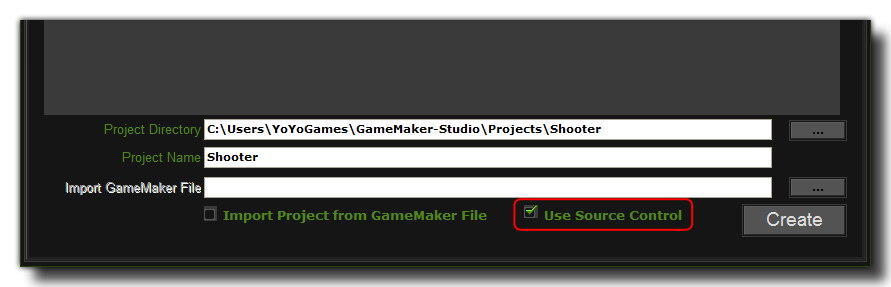 Project Directory C:\Users\YoYoGames\GameMaker-Studio\Projects\Shooter ...
Project Name Shooter
Import GameMaker File ...
Import Project from GameMaker File Use Source Control Create